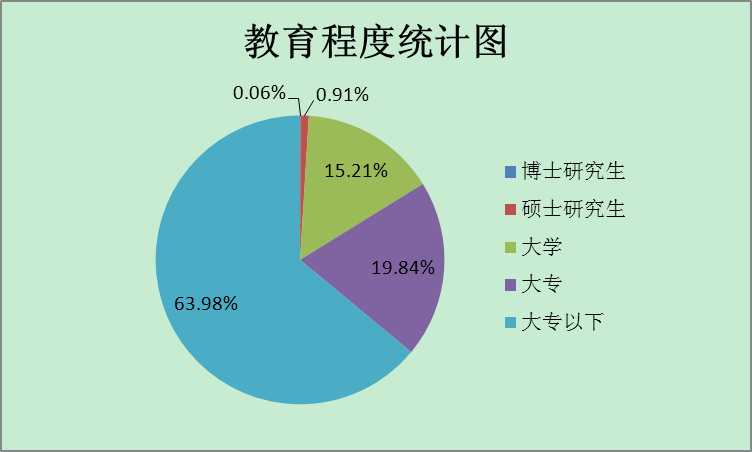 教育程度统计图
0.06%
0.91%
15.21%
19.84%
63.98%
博士研究生
硕士研究生
大学
大专
大专以下